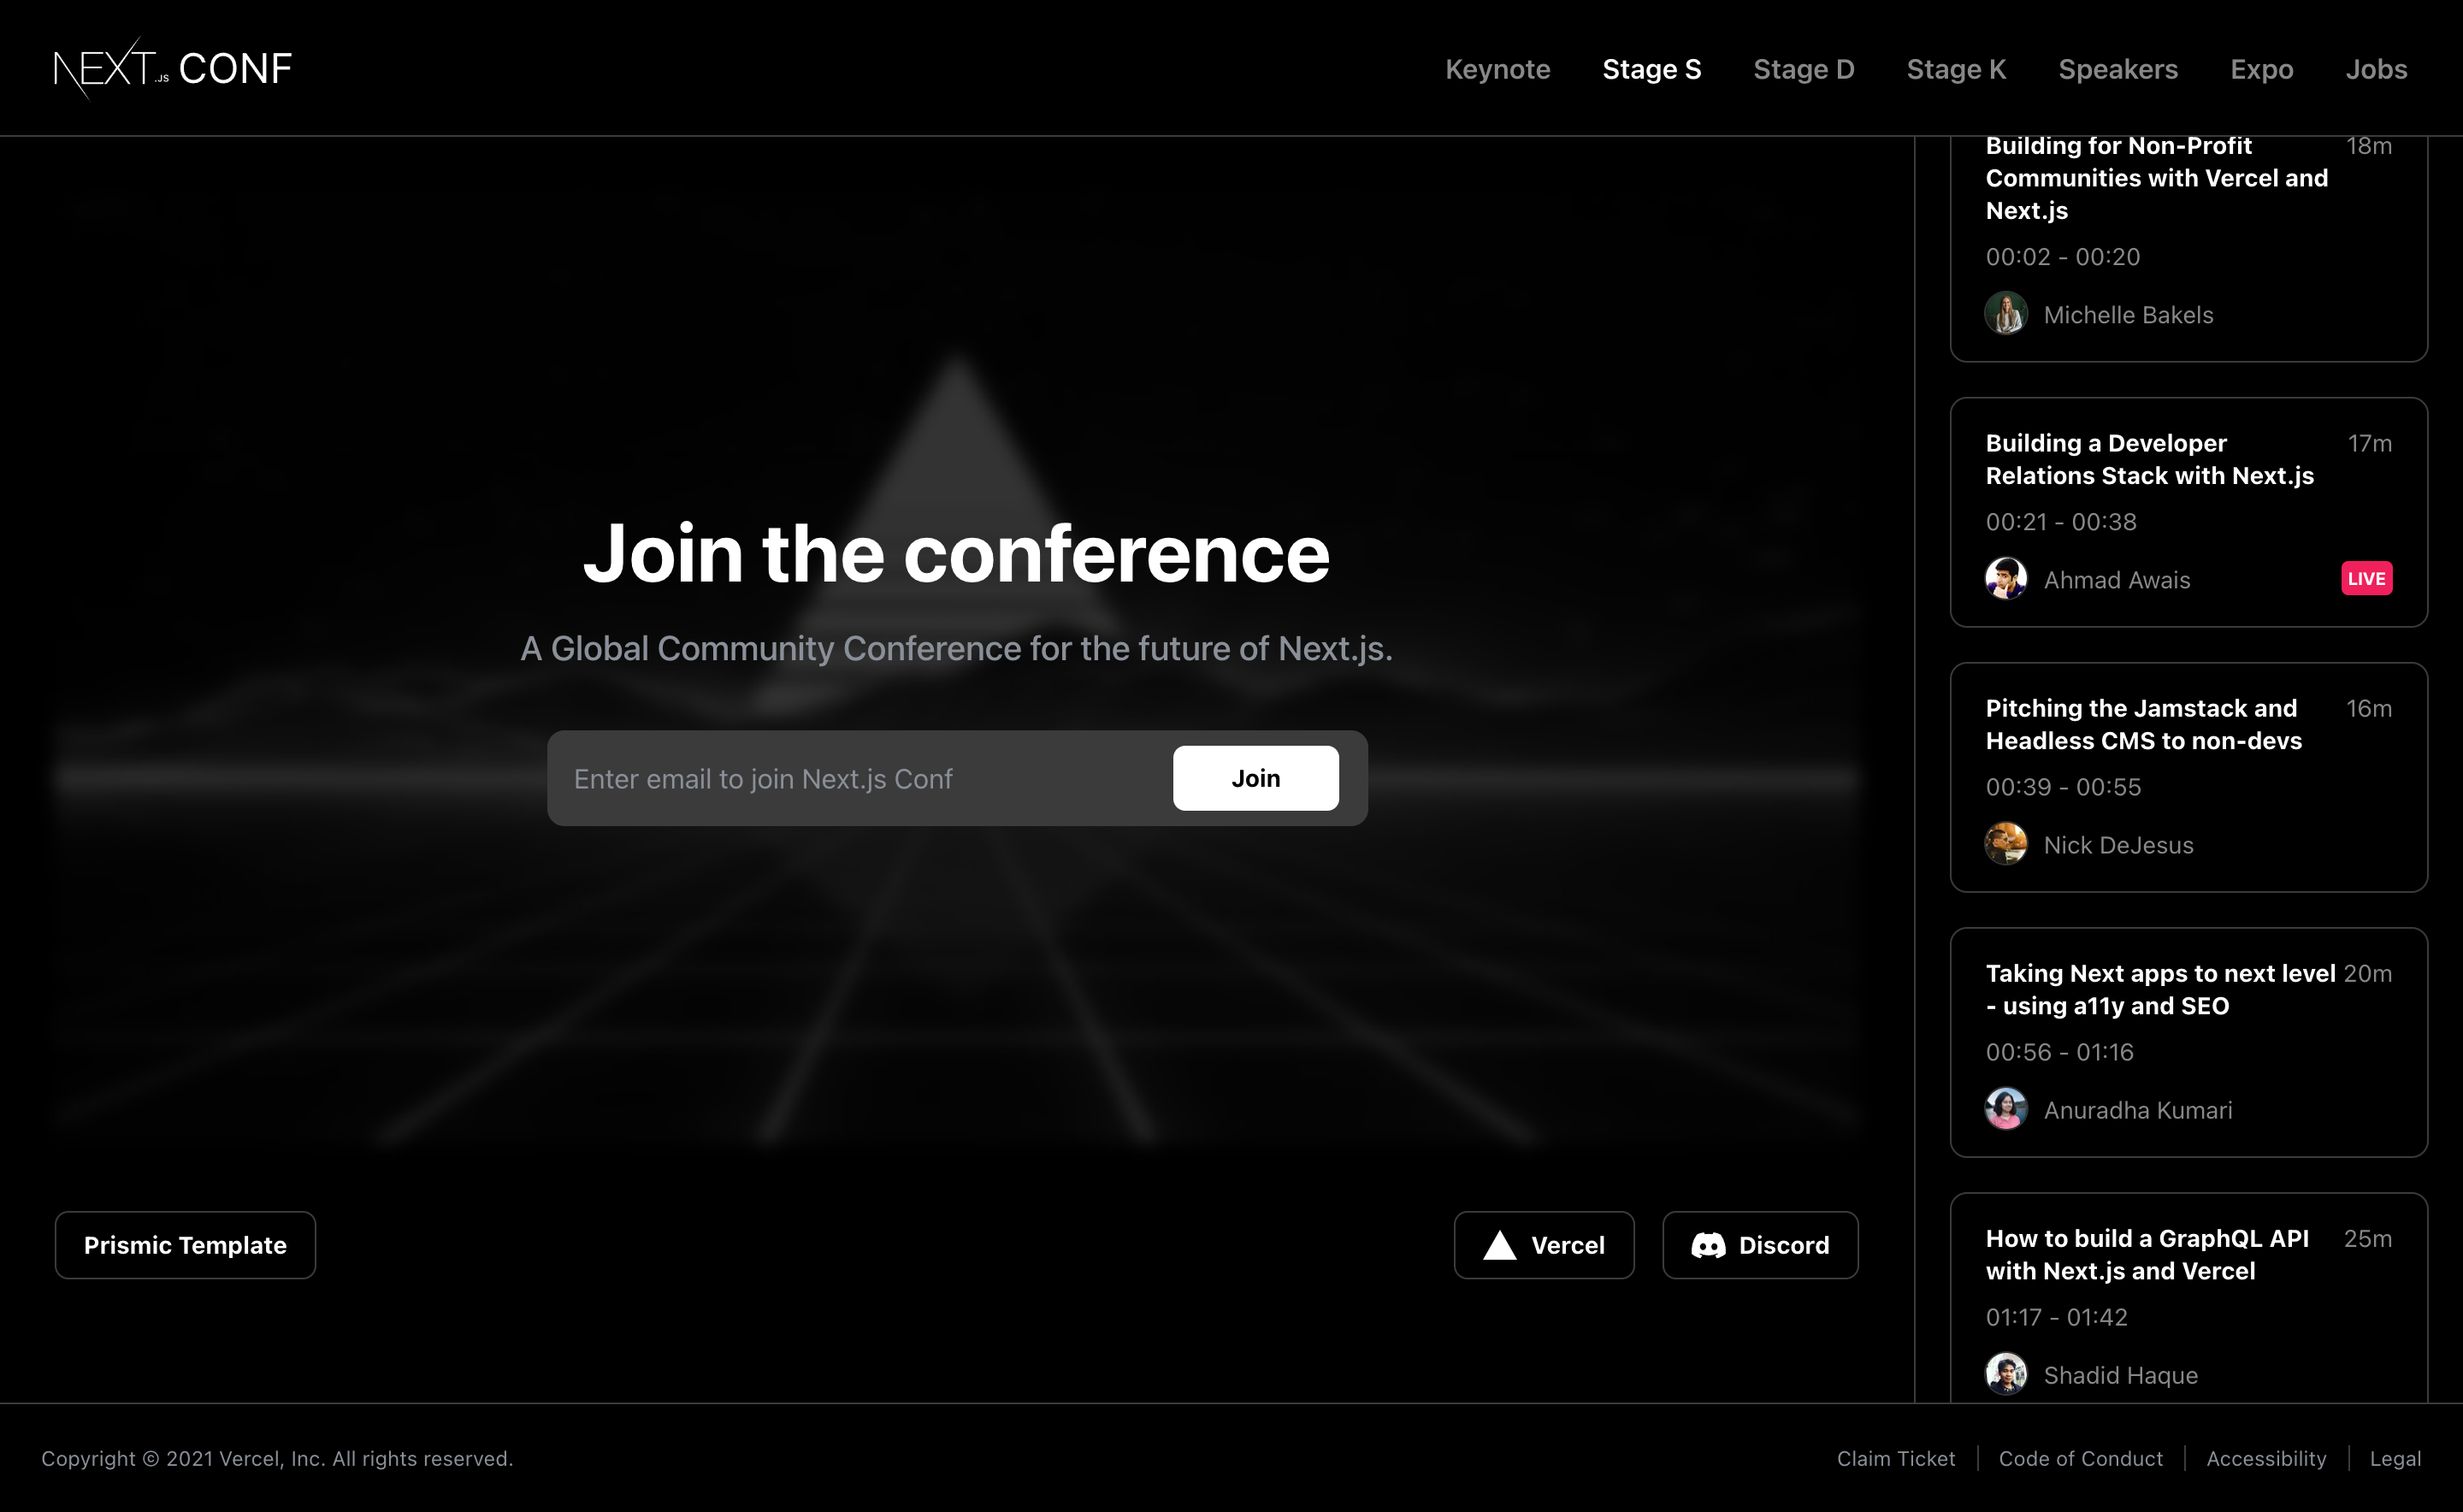 NEXT.JS CONF
Keynote
Stage S
Stage D
Stage K
Speakers
Expo
Jobs
Join the conference
A Global Community Conference for the future of Next.js.
Enter email to join Next.js Conf
Join
Prismic Template
Vercel
Discord
Building for Non-Profit 18m
Communities with Vercel and
Next.js
00:02 - 00:20
Michelle Bakels
Building a Developer 17m
Relations Stack with Next.js
00:21 - 00:38
Ahmad Awais LIVE
Pitching the Jamstack and 16m
Headless CMS to non-devs
00:39 - 00:55
Nick DeJesus
Taking Next apps to next level 20m
- using a11y and SEO
00:56 - 01:16
Anuradha Kumari
How to build a GraphQL API 25m
with Next.js and Vercel
01:17 - 01:42
Shadid Haque
Copyright © 2021 Vercel, Inc. All rights reserved.
Claim Ticket
Code of Conduct
Accessibility
Legal